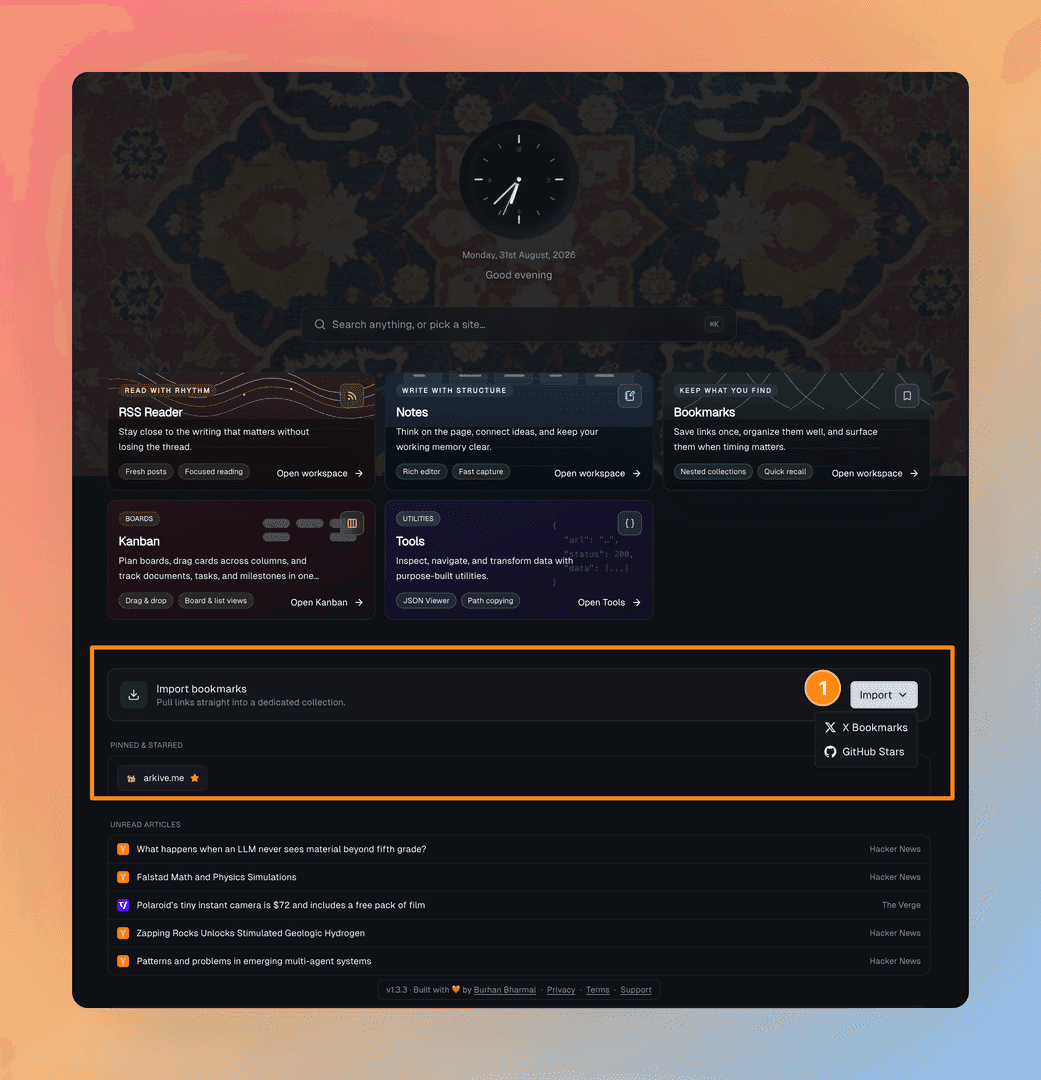 12
3
9
6
Monday, 31st August, 2026
Good evening
Search anything, or pick a site...
⌘K
READ WITH RHYTHM
RSS Reader
Stay close to the writing that matters without
losing the thread.
Fresh posts
Focused reading
Open workspace →
WRITE WITH STRUCTURE
Notes
Think on the page, connect ideas, and keep your
working memory clear.
Rich editor
Fast capture
Open workspace →
KEEP WHAT YOU FIND
Bookmarks
Save links once, organize them well, and surface
them when timing matters.
Nested collections
Quick recall
Open workspace →
BOARDS
Kanban
Plan boards, drag cards across columns, and
track documents, tasks, and milestones in one...
Drag & drop
Board & list views
Open Kanban →
UTILITIES
Tools
Inspect, navigate, and transform data with
purpose-built utilities.
JSON Viewer
Path copying
Open Tools →
{ }
{
"url": "…",
"status": 200,
"data": [...]
}
Import bookmarks
Pull links straight into a dedicated collection.
1
Import
X Bookmarks
GitHub Stars
PINNED & STARRED
arkive.me
UNREAD ARTICLES
Y What happens when an LLM never sees material beyond fifth grade? Hacker News
Y Falstad Math and Physics Simulations Hacker News
Polaroid's tiny instant camera is $72 and includes a free pack of film The Verge
Y Zapping Rocks Unlocks Stimulated Geologic Hydrogen Hacker News
Y Patterns and problems in emerging multi-agent systems Hacker News
v1.3.3 · Built with 🧡 by Burhan Bharmal · Privacy · Terms · Support